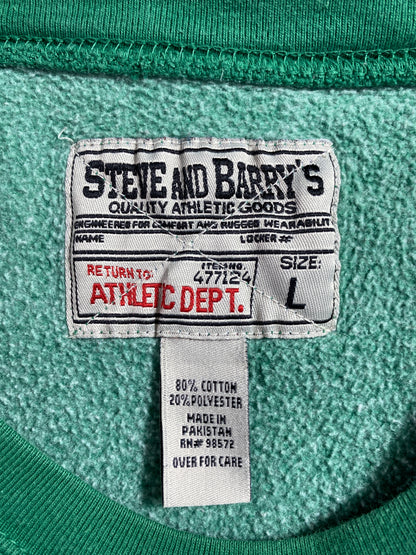 STEVE AND BARRY'S
QUALITY ATHLETIC GOODS
ENGINEERED FOR COMFORT AND RUGGED WEARABILITY
NAME LOCKER#
RETURN TO: ITEM NO. 477124
ATHLETIC DEPT.
SIZE:
L
80% COTTON
20% POLYESTER
MADE IN
PAKISTAN
RN# 98572
OVER FOR CARE